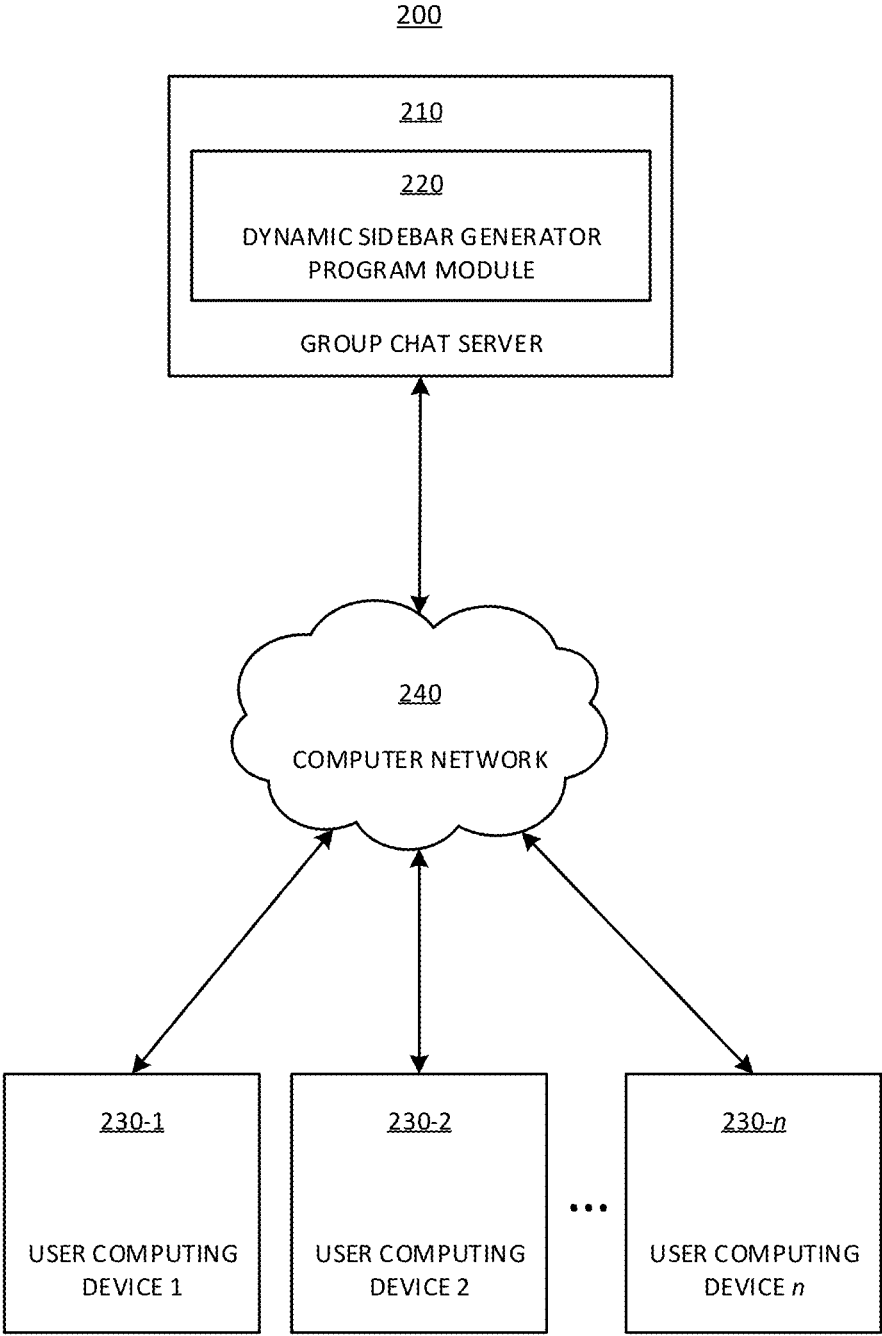 200
210
220
DYNAMIC SIDEBAR GENERATOR
PROGRAM MODULE
GROUP CHAT SERVER
240
COMPUTER NETWORK
230-1
USER COMPUTING
DEVICE 1
230-2
USER COMPUTING
DEVICE 2
...
230-n
USER COMPUTING
DEVICE n